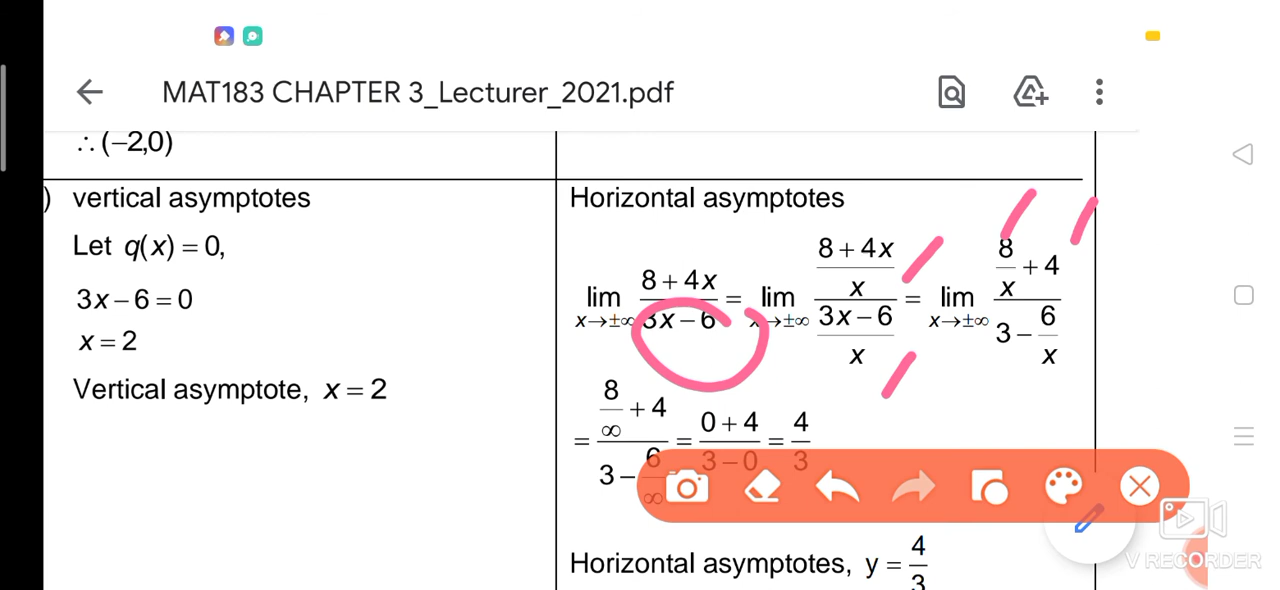 MAT183 CHAPTER 3_Lecturer_2021.pdf
∴ (−2,0)
) vertical asymptotes
Let q(x) = 0,
3x − 6 = 0
x = 2
Vertical asymptote, x = 2
Horizontal asymptotes
lim x→±∞ (8 + 4x)/(3x − 6) = lim x→±∞ ((8 + 4x)/x)/((3x − 6)/x) = lim x→±∞ (8/x + 4)/(3 − 6/x)
= (8/∞ + 4)/(3 − 6/∞) = (0 + 4)/(3 − 0) = 4/3
Horizontal asymptotes, y = 4/3
V RECORDER